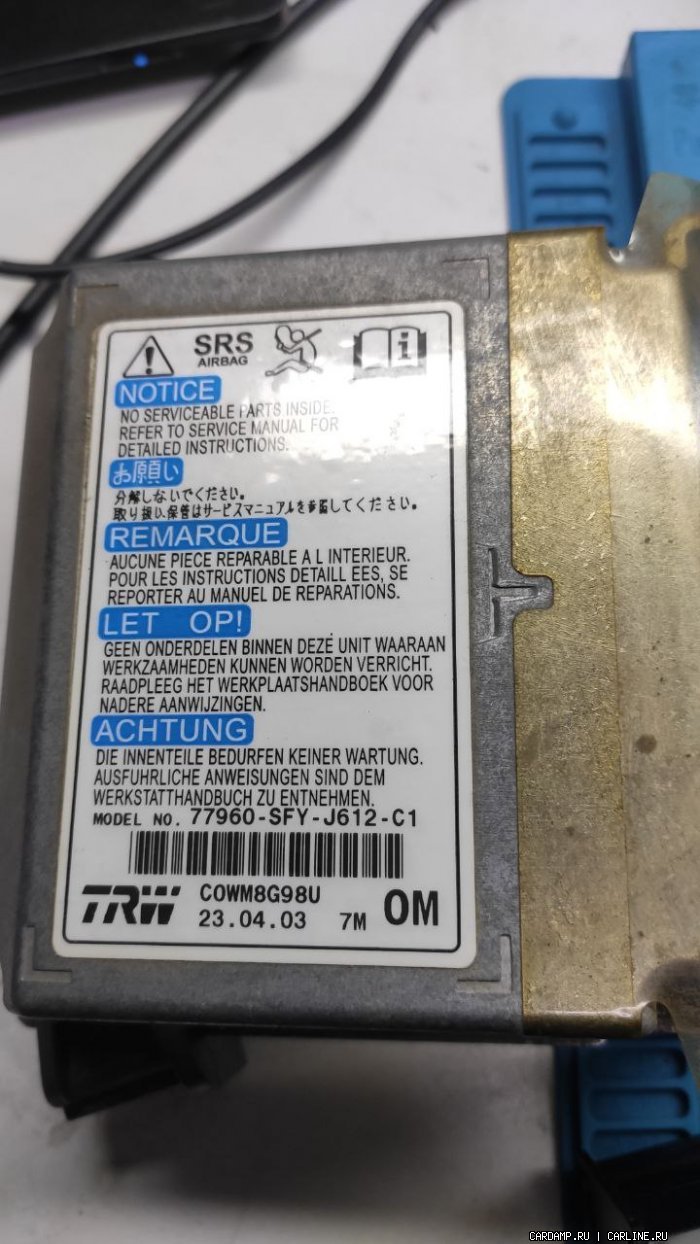 SRS
AIRBAG
NOTICE
NO SERVICEABLE PARTS INSIDE.
REFER TO SERVICE MANUAL FOR
DETAILED INSTRUCTIONS.
お願い
分解しないでください。
取り扱い、保管はサービスマニュアルを参照してください。
REMARQUE
AUCUNE PIECE REPARABLE A L INTERIEUR.
POUR LES INSTRUCTIONS DETAILL EES, SE
REPORTER AU MANUEL DE REPARATIONS.
LET OP!
GEEN ONDERDELEN BINNEN DEZE UNIT WAARAAN
WERKZAAMHEDEN KUNNEN WORDEN VERRICHT.
RAADPLEEG HET WERKPLAATSHANDBOEK VOOR
NADERE AANWIJZINGEN.
ACHTUNG
DIE INNENTEILE BEDURFEN KEINER WARTUNG.
AUSFUHRLICHE ANWEISUNGEN SIND DEM
WERKSTATTHANDBUCH ZU ENTNEHMEN.
MODEL NO. 77960-SFY-J612-C1
TRW
COWM8G98U
23.04.03 7M OM
CARDAMP.RU | CARLINE.RU